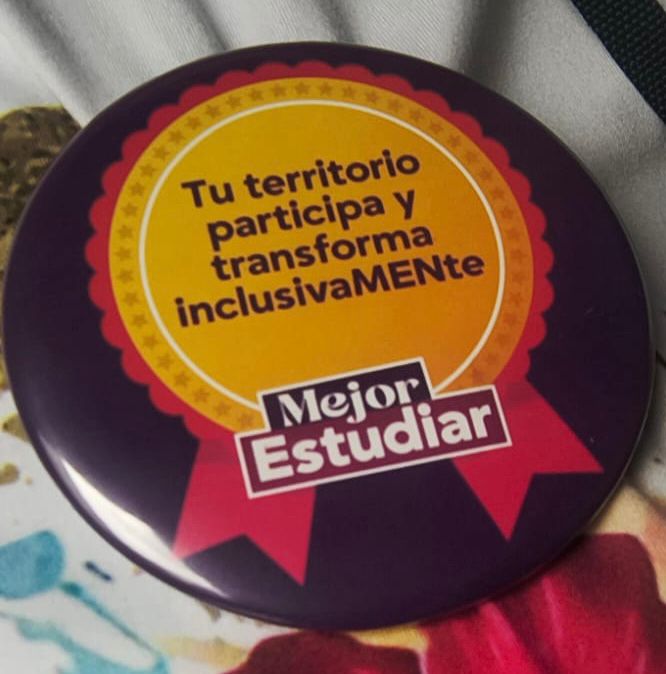 Tu territorio
participa y
transforma
inclusivaMENte
Mejor
Estudiar